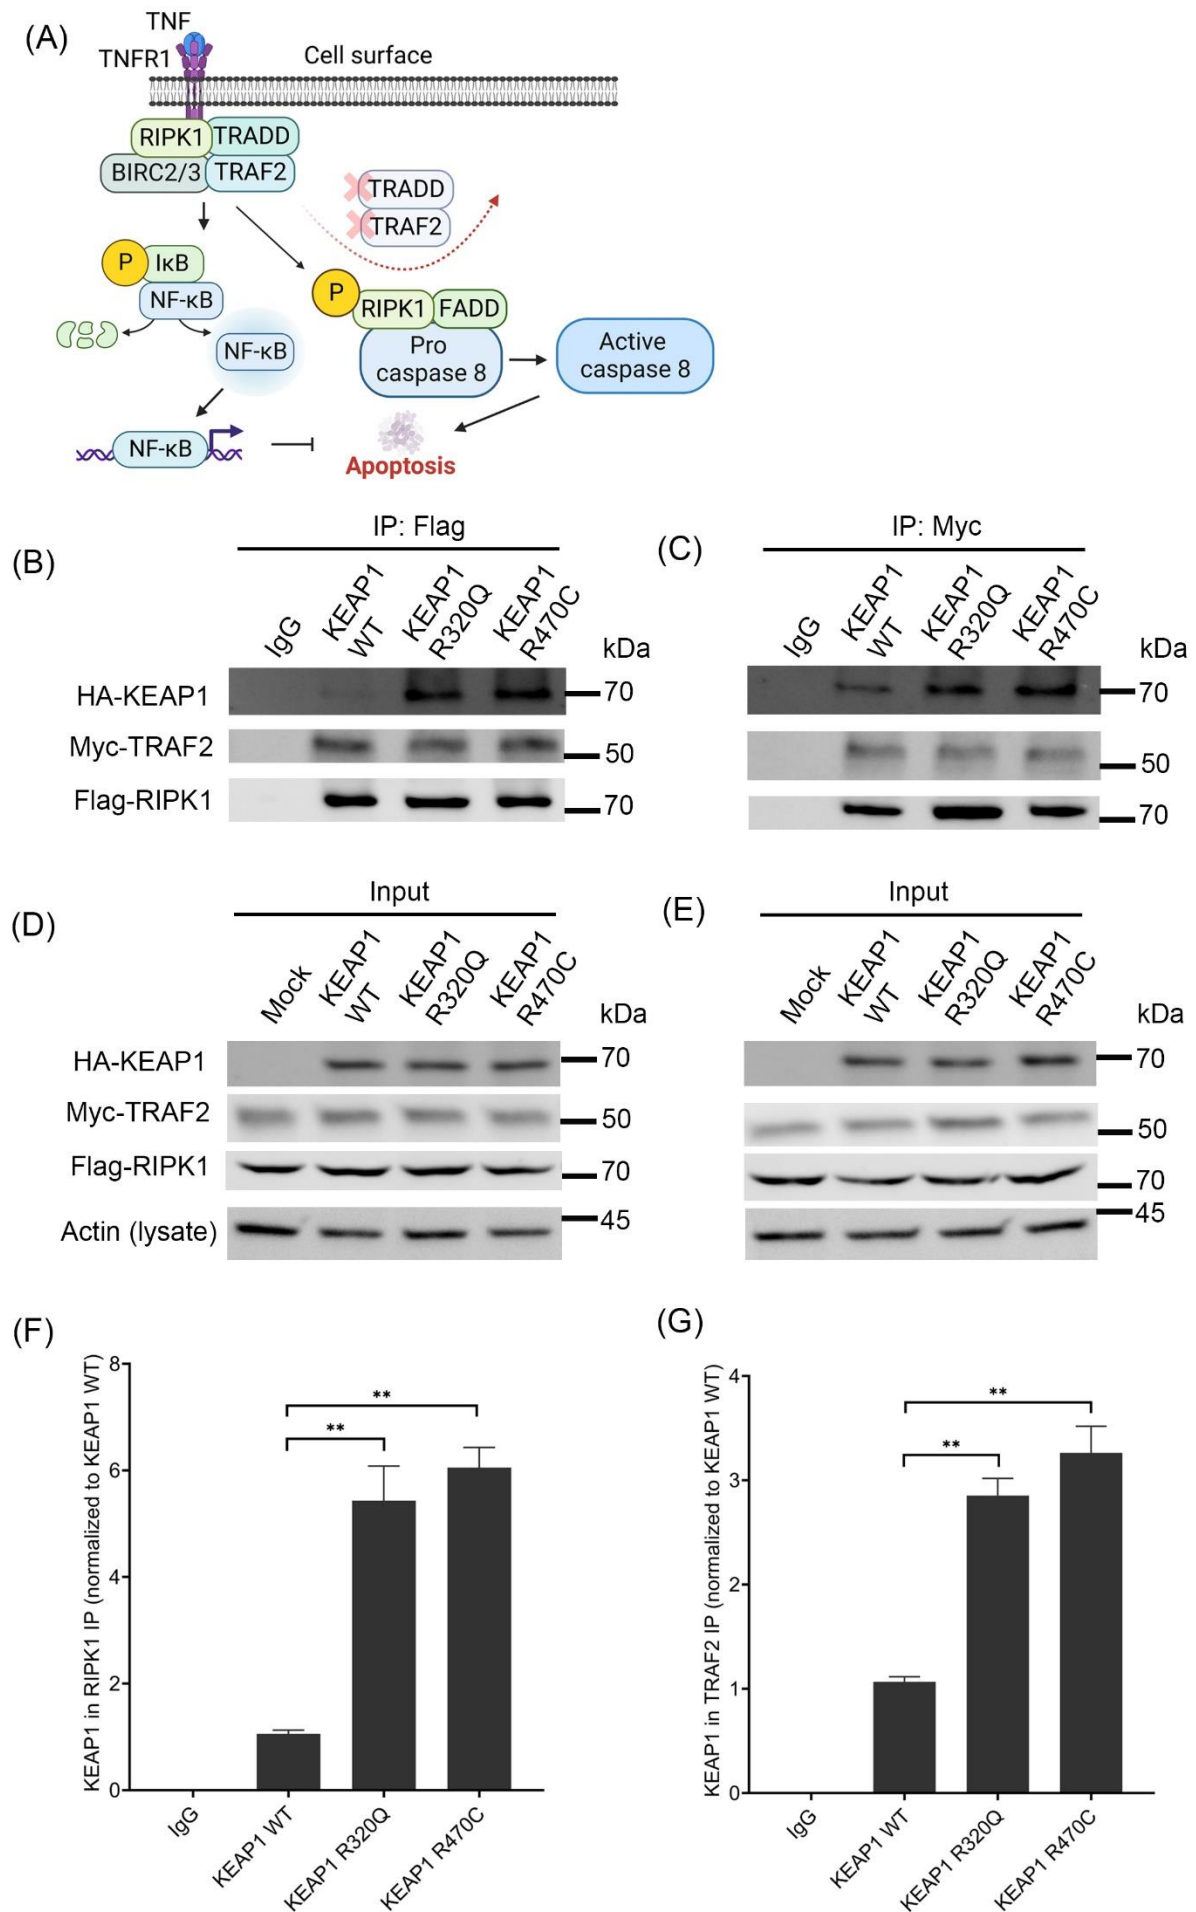 (A)
TNF
TNFR1
Cell surface
RIPK1 TRADD
BIRC2/3 TRAF2
TRADD
TRAF2
P IκB
NF-κB
NF-κB
NF-κB
P
RIPK1 FADD
Pro
caspase 8
Active
caspase 8
Apoptosis
(B)
IP: Flag
IgG
KEAP1
WT
KEAP1
R320Q
KEAP1
R470C
kDa
HA-KEAP1
70
Myc-TRAF2
50
Flag-RIPK1
70
(C)
IP: Myc
IgG
KEAP1
WT
KEAP1
R320Q
KEAP1
R470C
kDa
70
50
70
(D)
Input
Mock
KEAP1
WT
KEAP1
R320Q
KEAP1
R470C
kDa
HA-KEAP1
70
Myc-TRAF2
50
Flag-RIPK1
70
Actin (lysate)
45
(E)
Input
Mock
KEAP1
WT
KEAP1
R320Q
KEAP1
R470C
kDa
70
50
70
45
(F)
KEAP1 in RIPK1 IP (normalized to KEAP1 WT)
8
6
4
2
0
**
**
IgG
KEAP1 WT
KEAP1 R320Q
KEAP1 R470C
(G)
KEAP1 in TRAF2 IP (normalized to KEAP1 WT)
4
3
2
1
0
**
**
IgG
KEAP1 WT
KEAP1 R320Q
KEAP1 R470C